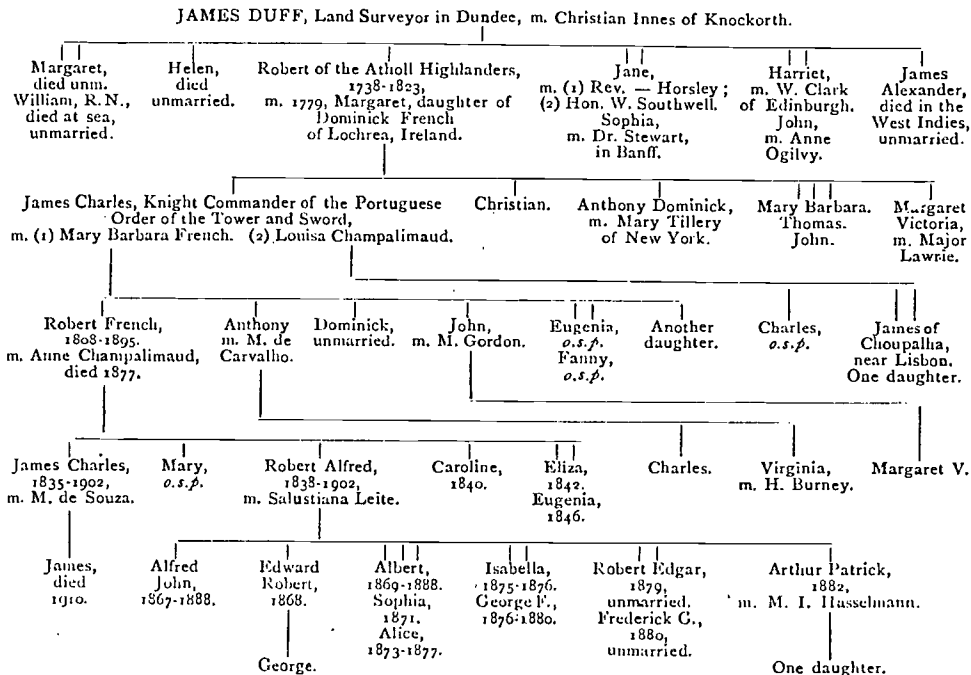 JAMES DUFF, Land Surveyor in Dundee, m. Christian Innes of Knockorth.
Margaret,
died unm.
William, R.N.,
died at sea,
unmarried.
Helen,
died
unmarried.
Robert of the Atholl Highlanders,
1738-1823,
m. 1779, Margaret, daughter of
Dominick French
of Lochrea, Ireland.
Jane,
m. (1) Rev. — Horsley;
(2) Hon. W. Southwell.
Sophia,
m. Dr. Stewart,
in Banff.
Harriet,
m. W. Clark
of Edinburgh.
John,
m. Anne
Ogilvy.
James
Alexander,
died in the
West Indies,
unmarried.
James Charles, Knight Commander of the Portuguese
Order of the Tower and Sword,
m. (1) Mary Barbara French. (2) Louisa Champalimaud.
Christian.
Anthony Dominick,
m. Mary Tillery
of New York.
Mary Barbara.
Thomas.
John.
Margaret
Victoria,
m. Major
Lawrie.
Robert French,
1808-1895.
m. Anne Champalimaud,
died 1877.
Anthony
m. M. de
Carvalho.
Dominick,
unmarried.
John,
m. M. Gordon.
Eugenia,
o.s.p.
Fanny,
o.s.p.
Another
daughter.
Charles,
o.s.p.
James of
Choupalha,
near Lisbon.
One daughter.
James Charles,
1835-1902,
m. M. de Souza.
Mary,
o.s.p.
Robert Alfred,
1838-1902,
m. Salustiana Leite.
Caroline,
1840.
Eliza,
1842.
Eugenia,
1846.
Charles.
Virginia,
m. H. Burney.
Margaret V.
James,
died
1910.
Alfred
John,
1867-1888.
Edward
Robert,
1868.
Albert,
1869-1888.
Sophia,
1871.
Alice,
1873-1877.
Isabella,
1875-1876.
George F.,
1876-1880.
Robert Edgar,
1879,
unmarried.
Frederick G.,
1880,
unmarried.
Arthur Patrick,
1882,
m. M. I. Hasselmann.
George.
One daughter.